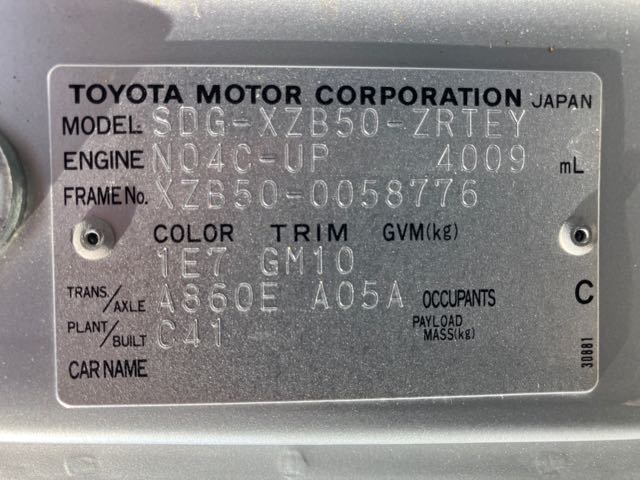 TOYOTA MOTOR CORPORATION JAPAN
MODEL SDG-XZB50-ZRTEY
ENGINE N04C-UP 4009 mL
FRAME No. XZB50-0058776
COLOR TRIM GVM(kg)
1E7 GM10
TRANS./AXLE A860E A05A OCCUPANTS C
PLANT/BUILT C41 PAYLOAD MASS(kg)
CAR NAME
30881